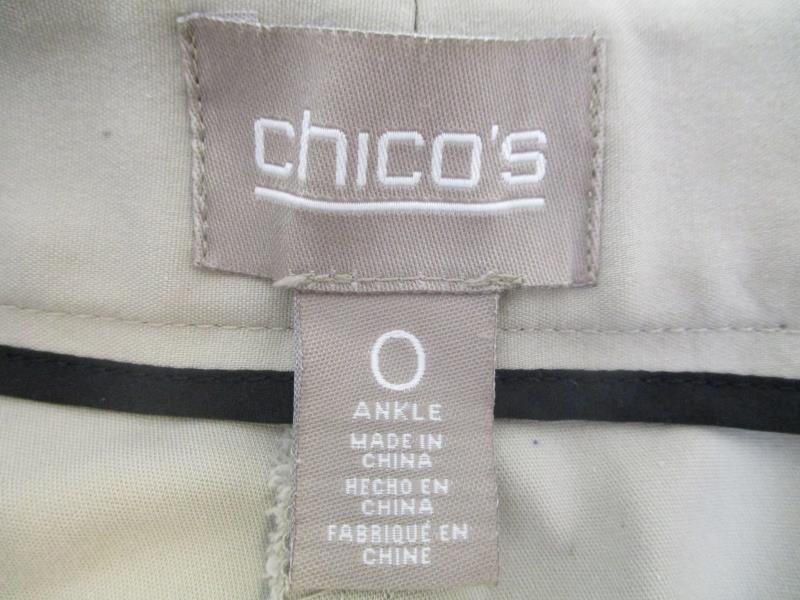 chico's
0
ANKLE
MADE IN
CHINA
HECHO EN
CHINA
FABRIQUÉ EN
CHINE